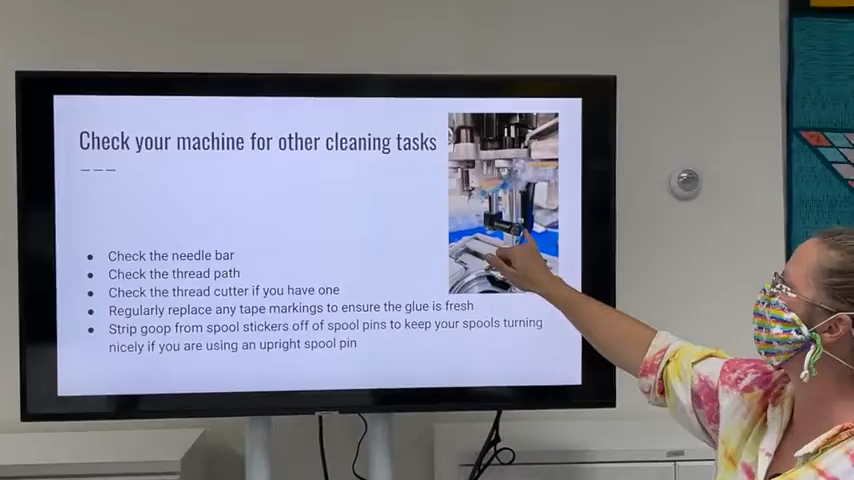 Check your machine for other cleaning tasks
Check the needle bar
Check the thread path
Check the thread cutter if you have one
Regularly replace any tape markings to ensure the glue is fresh
Strip goop from spool stickers off of spool pins to keep your spools turning
nicely if you are using an upright spool pin